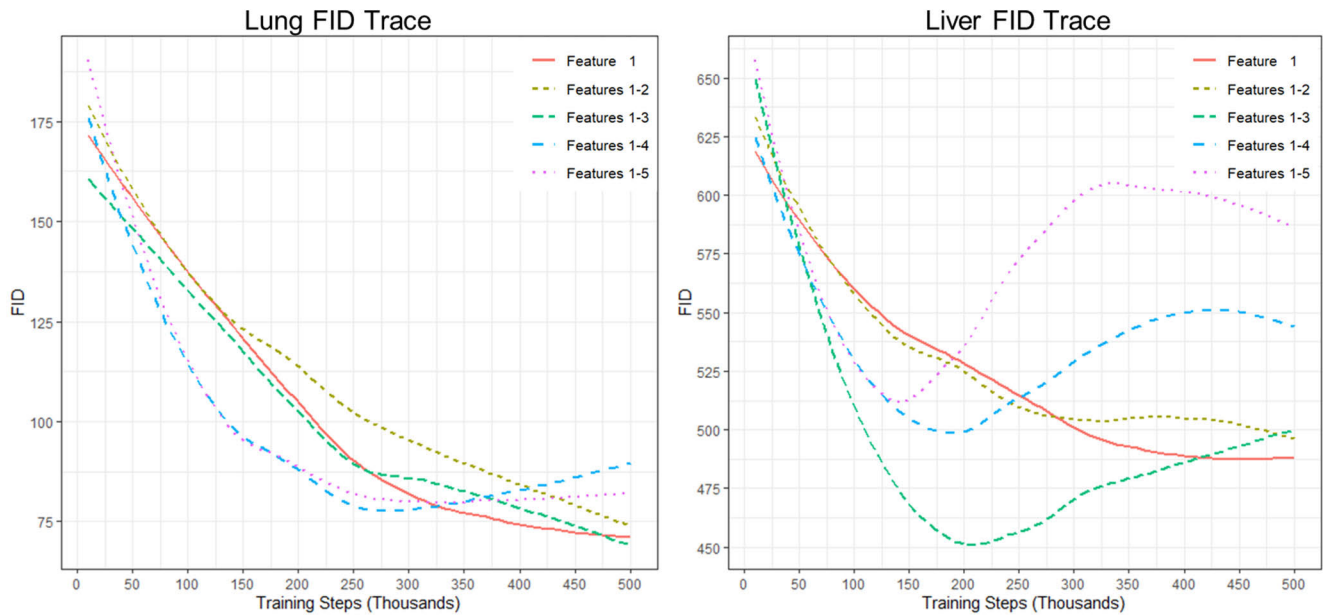 Lung FID Trace
Feature 1
Features 1-2
Features 1-3
Features 1-4
Features 1-5
FID
175
150
125
100
75
0 50 100 150 200 250 300 350 400 450 500
Training Steps (Thousands)
Liver FID Trace
Feature 1
Features 1-2
Features 1-3
Features 1-4
Features 1-5
FID
650
625
600
575
550
525
500
475
450
0 50 100 150 200 250 300 350 400 450 500
Training Steps (Thousands)